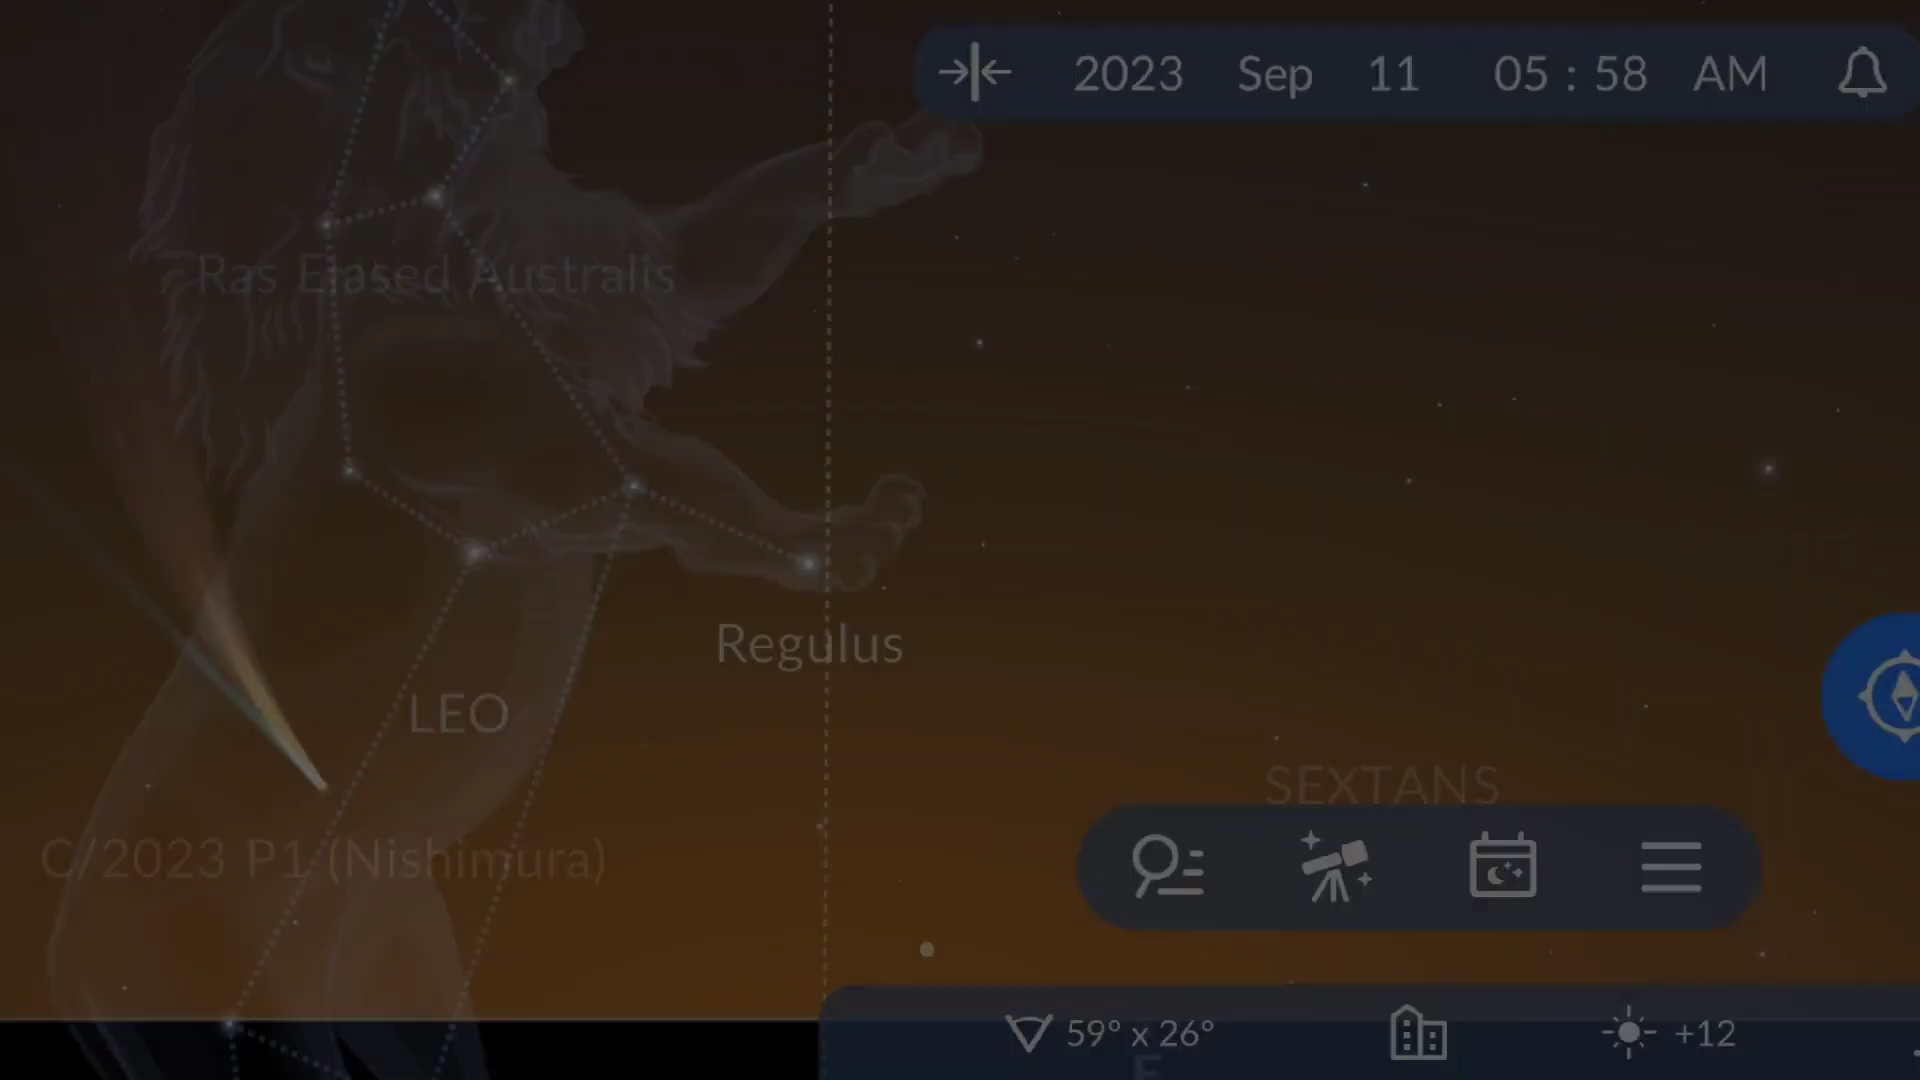 2023 Sep 11 05 : 58 AM
Ras Elased Australis
Regulus
LEO
SEXTANS
C/2023 P1 (Nishimura)
59° x 26°
+12
E